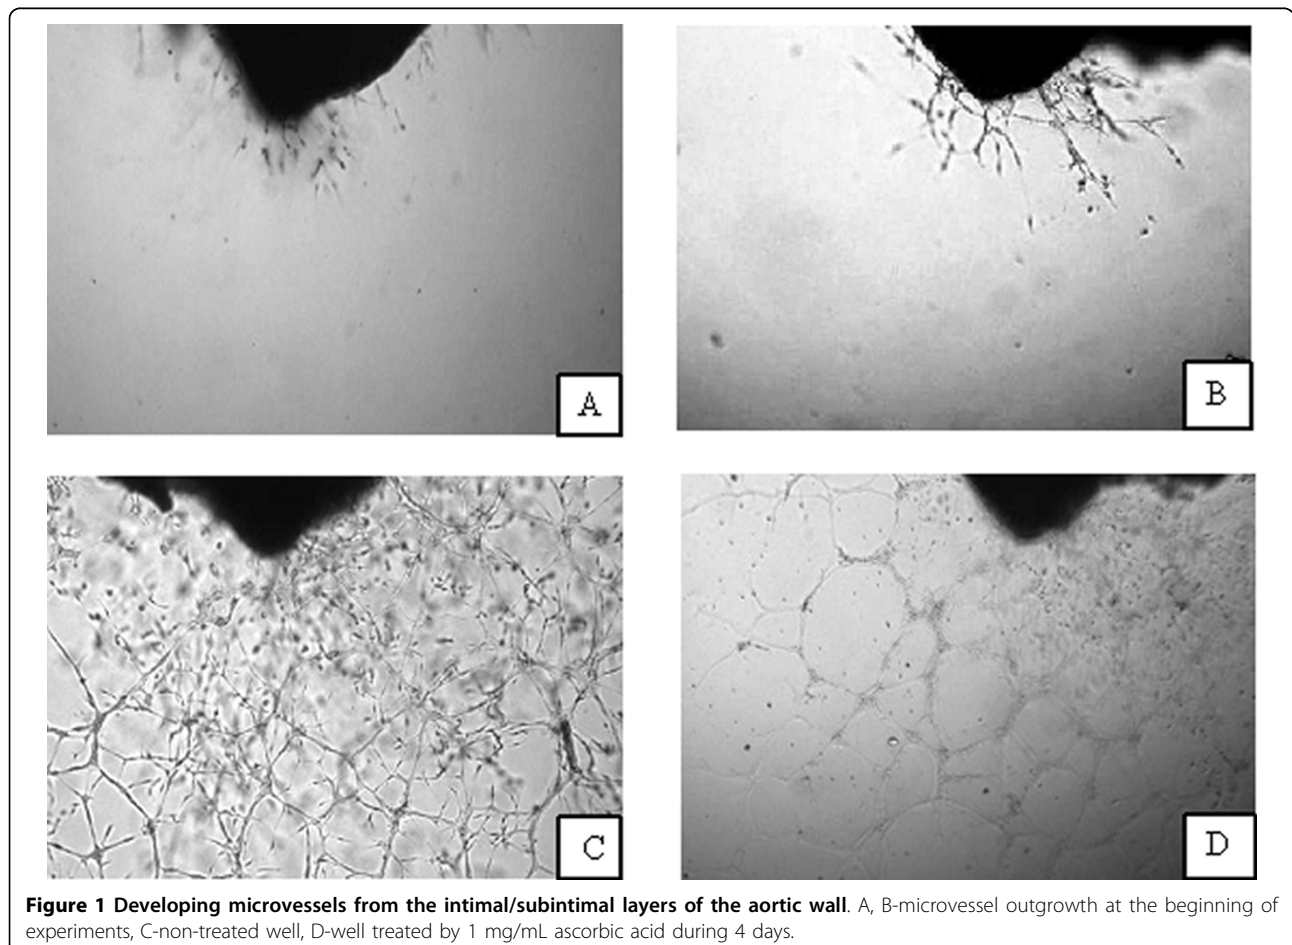 A
B
C
D
Figure 1 Developing microvessels from the intimal/subintimal layers of the aortic wall. A, B-microvessel outgrowth at the beginning of
experiments, C-non-treated well, D-well treated by 1 mg/mL ascorbic acid during 4 days.